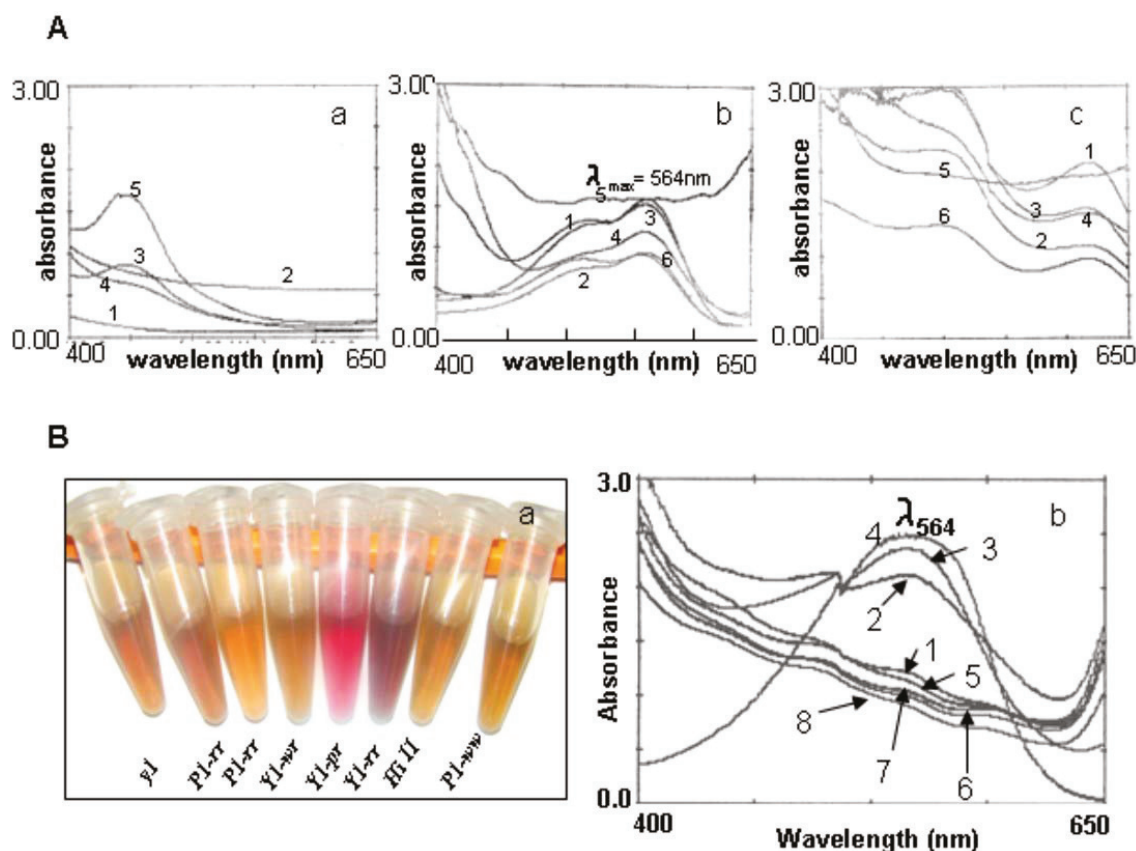 A
3.00
absorbance
0.00
a
5
3
2
4
1
400
wavelength (nm)
650
3.00
absorbance
0.00
b
λmax = 564nm
5
1
3
4
6
2
400
wavelength (nm)
650
3.00
absorbance
0.00
c
1
5
3
4
6
2
400
wavelength (nm)
650
B
a
y1
P1-rr
P1-rr
Y1-wr
Y1-pr
Y1-rr
Hi II
P1-ww
3.0
Absorbance
0.0
b
λ564
4
3
2
1
5
8
7
6
400
Wavelength (nm)
650